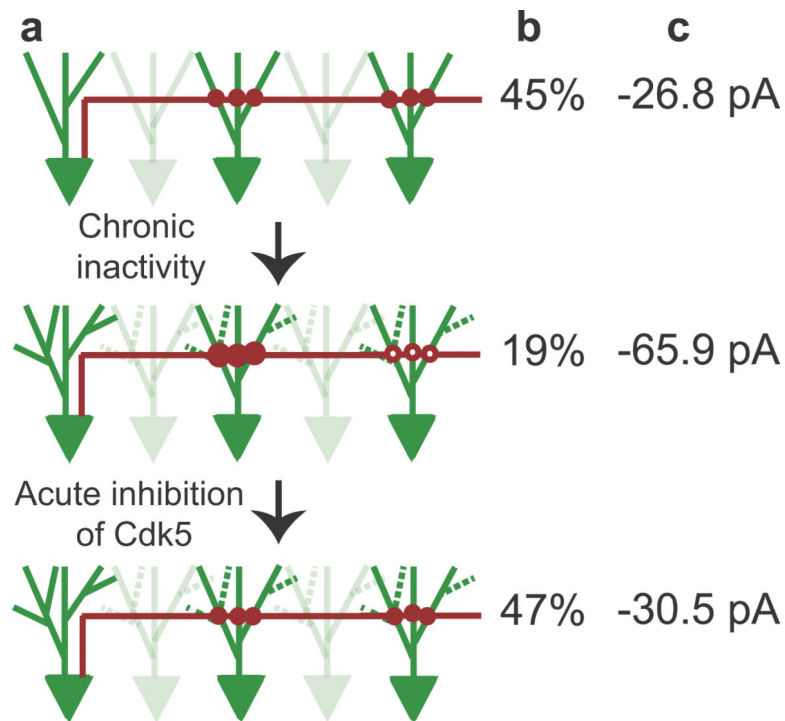 a b c
45% -26.8 pA
Chronic
inactivity
19% -65.9 pA
Acute inhibition
of Cdk5
47% -30.5 pA